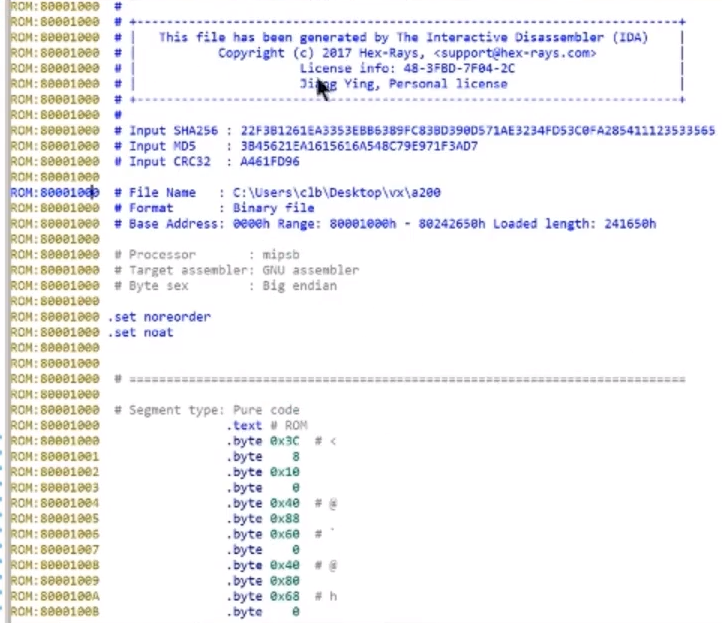 ROM:80001000 #
ROM:80001000 # +-------------------------------------------------------------------------+
ROM:80001000 # | This file has been generated by The Interactive Disassembler (IDA) |
ROM:80001000 # | Copyright (c) 2017 Hex-Rays, <support@hex-rays.com> |
ROM:80001000 # | License info: 48-3FBD-7F04-2C |
ROM:80001000 # | Jiang Ying, Personal license |
ROM:80001000 # +-------------------------------------------------------------------------+
ROM:80001000 #
ROM:80001000 # Input SHA256 : 22F3B1261EA3353EBB6389FC83BD390D571AE3234FD53C0FA285411123533565
ROM:80001000 # Input MD5 : 3B45621EA1615616A548C79E971F3AD7
ROM:80001000 # Input CRC32 : A461FD96
ROM:80001000
ROM:80001000 # File Name : C:\Users\clb\Desktop\vx\a200
ROM:80001000 # Format : Binary file
ROM:80001000 # Base Address: 0000h Range: 80001000h - 80242650h Loaded length: 241650h
ROM:80001000
ROM:80001000 # Processor : mipsb
ROM:80001000 # Target assembler: GNU assembler
ROM:80001000 # Byte sex : Big endian
ROM:80001000
ROM:80001000 .set noreorder
ROM:80001000 .set noat
ROM:80001000
ROM:80001000
ROM:80001000 # ===========================================================================
ROM:80001000
ROM:80001000 # Segment type: Pure code
ROM:80001000 .text # ROM
ROM:80001000 .byte 0x3C # <
ROM:80001001 .byte 8
ROM:80001002 .byte 0x10
ROM:80001003 .byte 0
ROM:80001004 .byte 0x40 # @
ROM:80001005 .byte 0x88
ROM:80001006 .byte 0x60 # `
ROM:80001007 .byte 0
ROM:80001008 .byte 0x40 # @
ROM:80001009 .byte 0x80
ROM:8000100A .byte 0x68 # h
ROM:8000100B .byte 0